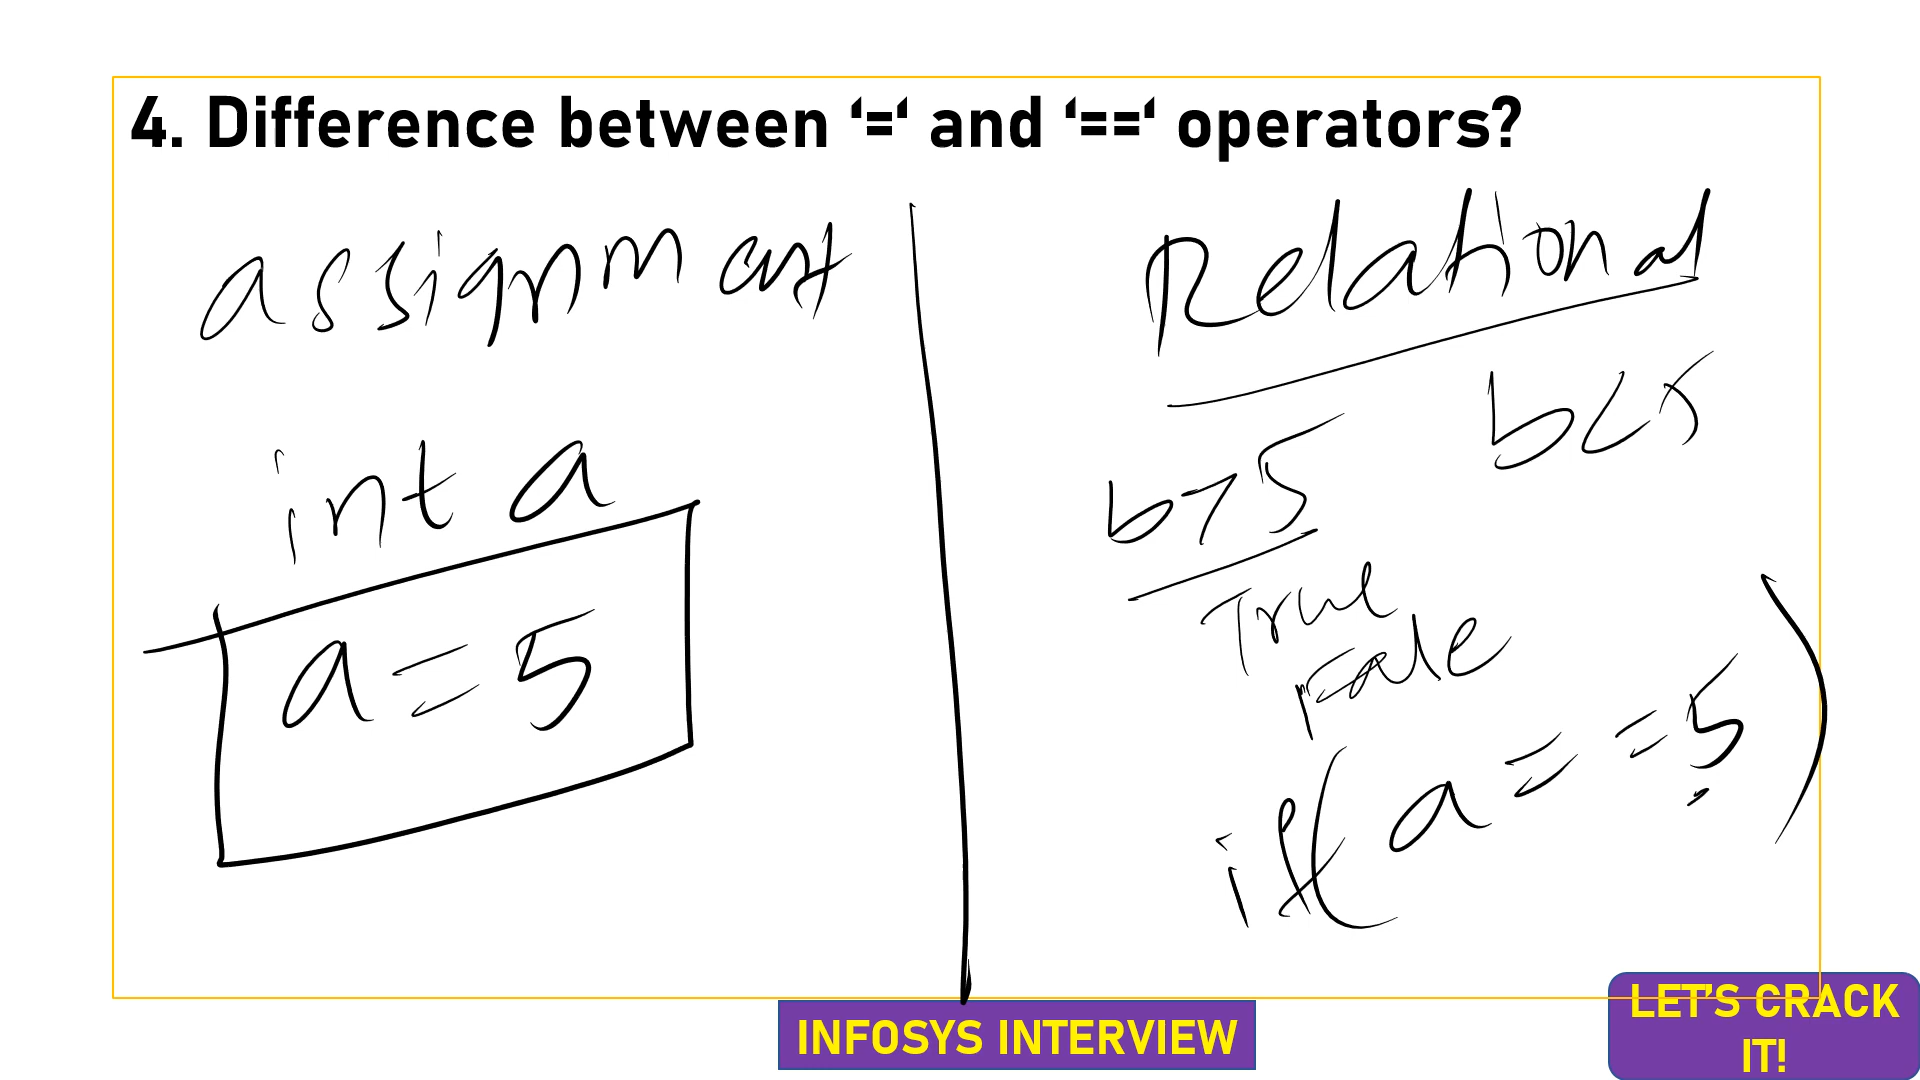 4. Difference between ‘=‘ and ‘==‘ operators?
assignment
int a
a = 5
Relational
b>5
b<5
True
False
if(a==5)
INFOSYS INTERVIEW
LET'S CRACK
IT!